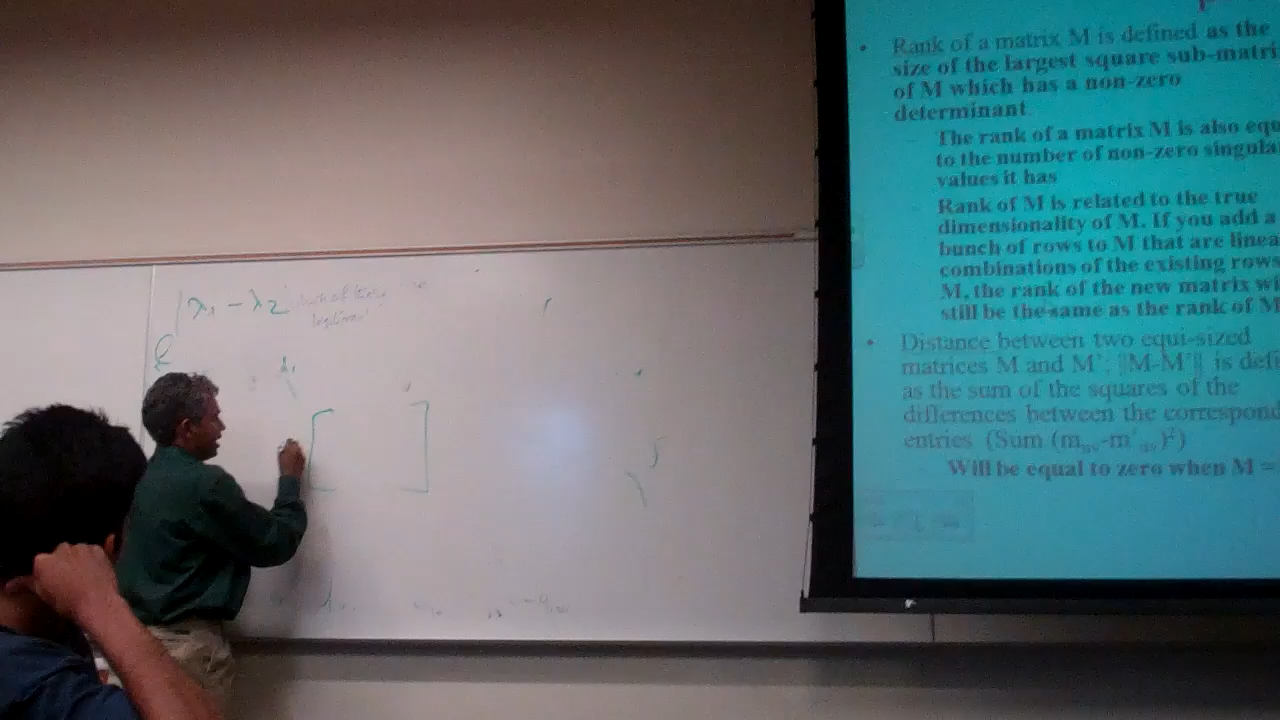 |λ1 - λ2|
Rank of a matrix M is defined as the
size of the largest square sub-matri
of M which has a non-zero
determinant
The rank of a matrix M is also equ
to the number of non-zero singula
values it has
Rank of M is related to the true
dimensionality of M. If you add a
bunch of rows to M that are linea
combinations of the existing rows
M, the rank of the new matrix wi
still be the same as the rank of M
Distance between two equi-sized
matrices M and M'; ||M-M'|| is defi
as the sum of the squares of the
differences between the correspond
entries (Sum (muv-m'uv)2)
Will be equal to zero when M =